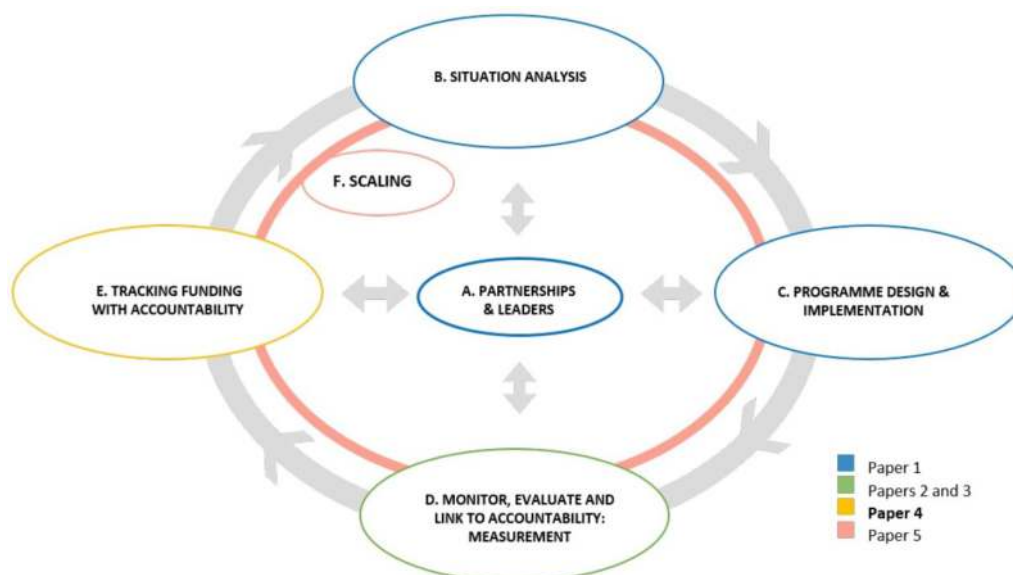 B. SITUATION ANALYSIS
F. SCALING
E. TRACKING FUNDING
WITH ACCOUNTABILITY
A. PARTNERSHIPS
& LEADERS
C. PROGRAMME DESIGN &
IMPLEMENTATION
D. MONITOR, EVALUATE AND
LINK TO ACCOUNTABILITY:
MEASUREMENT
Paper 1
Papers 2 and 3
Paper 4
Paper 5